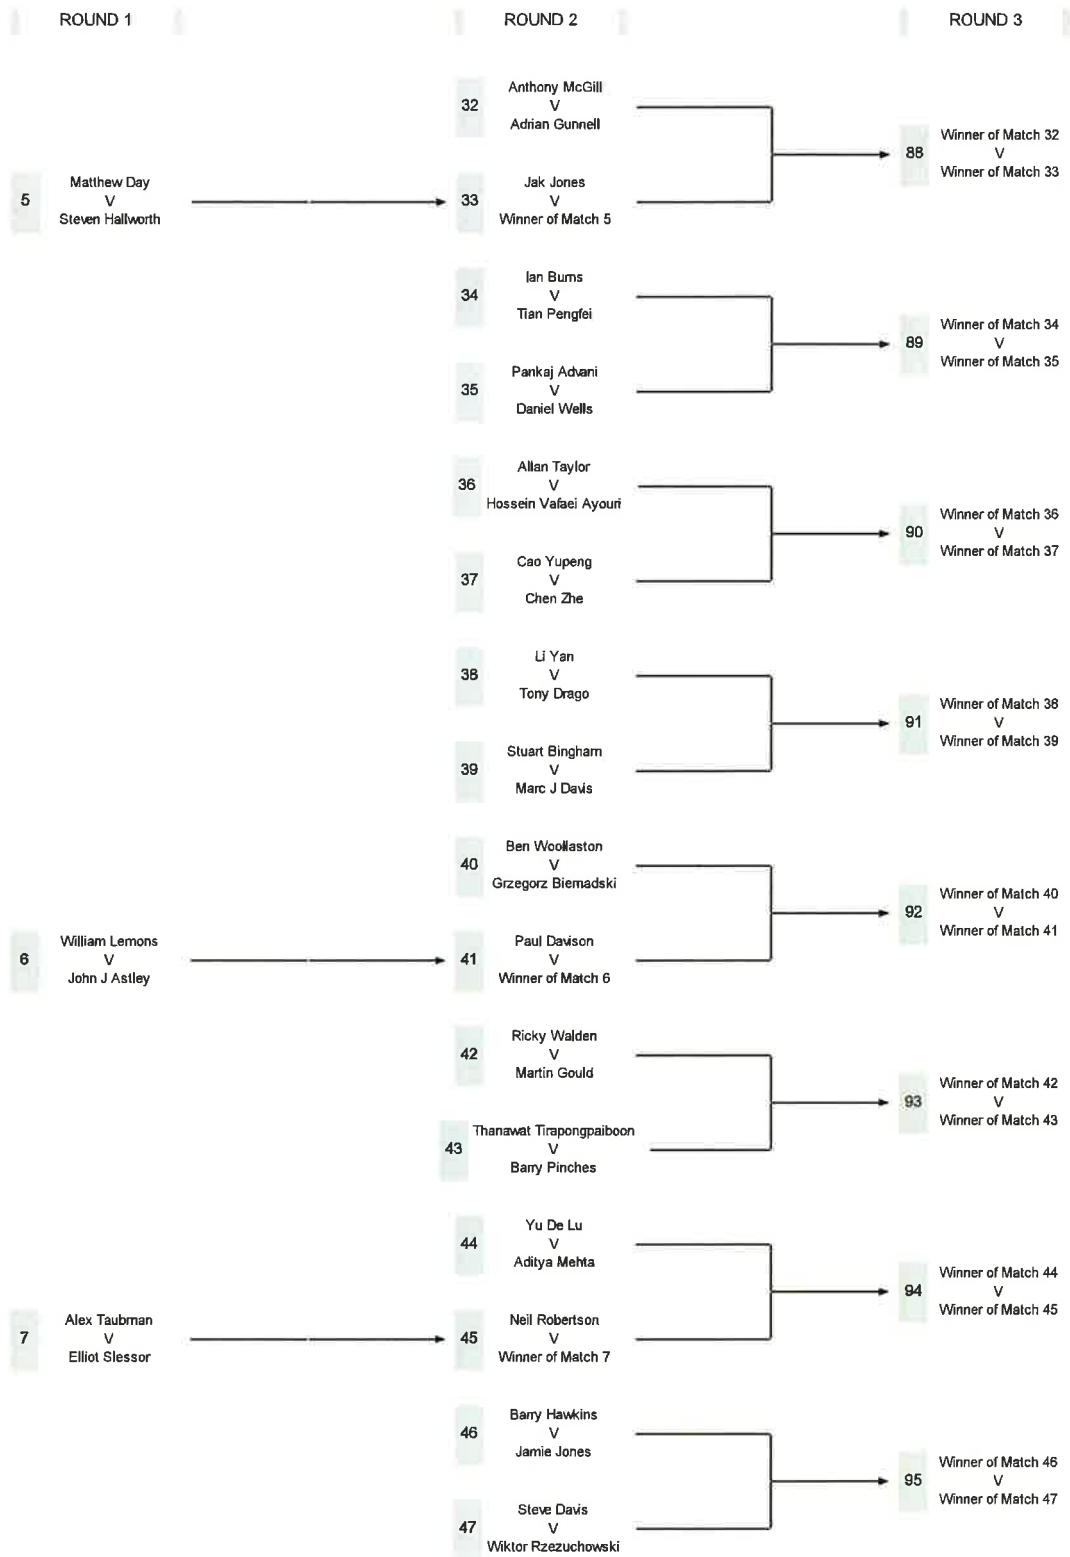 ROUND 1
ROUND 2
ROUND 3
32
Anthony McGill
V
Adrian Gunnell
88
Winner of Match 32
V
Winner of Match 33
5
Matthew Day
V
Steven Hallworth
33
Jak Jones
V
Winner of Match 5
34
Ian Burns
V
Tian Pengfei
89
Winner of Match 34
V
Winner of Match 35
35
Pankaj Advani
V
Daniel Wells
36
Allan Taylor
V
Hossein Vafaei Ayouri
90
Winner of Match 36
V
Winner of Match 37
37
Cao Yupeng
V
Chen Zhe
38
Li Yan
V
Tony Drago
91
Winner of Match 38
V
Winner of Match 39
39
Stuart Bingham
V
Marc J Davis
40
Ben Woollaston
V
Grzegorz Biernadski
92
Winner of Match 40
V
Winner of Match 41
6
William Lemons
V
John J Astley
41
Paul Davison
V
Winner of Match 6
42
Ricky Walden
V
Martin Gould
93
Winner of Match 42
V
Winner of Match 43
43
Thanawat Tirapongpaiboon
V
Barry Pinches
44
Yu De Lu
V
Aditya Mehta
94
Winner of Match 44
V
Winner of Match 45
7
Alex Taubman
V
Elliot Slessor
45
Neil Robertson
V
Winner of Match 7
46
Barry Hawkins
V
Jamie Jones
95
Winner of Match 46
V
Winner of Match 47
47
Steve Davis
V
Wiktor Rzezuchowski